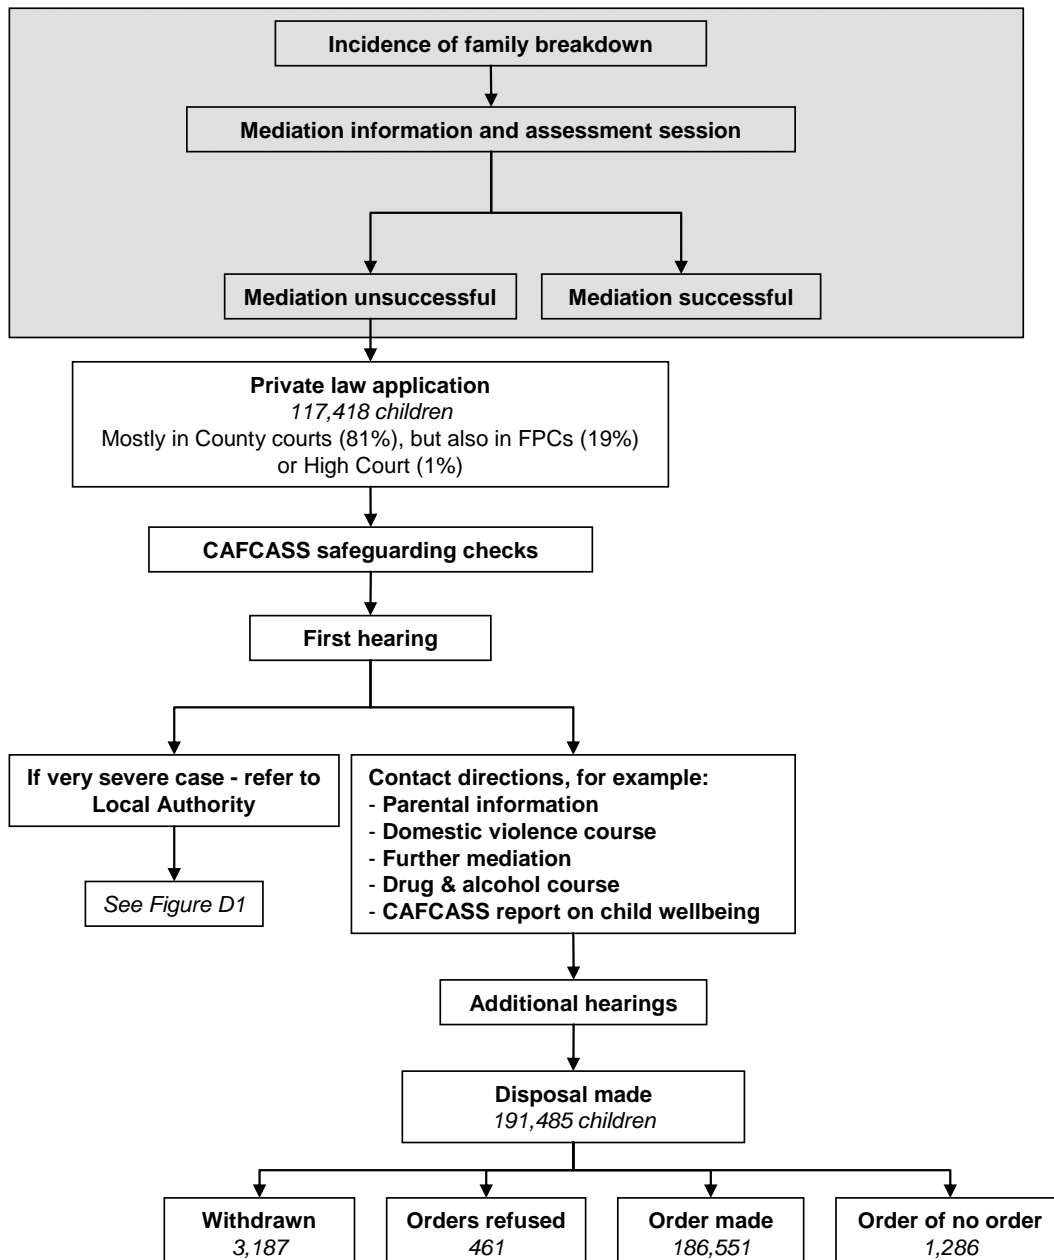 Incidence of family breakdown
Mediation information and assessment session
Mediation unsuccessful
Mediation successful
Private law application
117,418 children
Mostly in County courts (81%), but also in FPCs (19%)
or High Court (1%)
CAFCASS safeguarding checks
First hearing
If very severe case - refer to
Local Authority
See Figure D1
Contact directions, for example:
- Parental information
- Domestic violence course
- Further mediation
- Drug & alcohol course
- CAFCASS report on child wellbeing
Additional hearings
Disposal made
191,485 children
Withdrawn
3,187
Orders refused
461
Order made
186,551
Order of no order
1,286